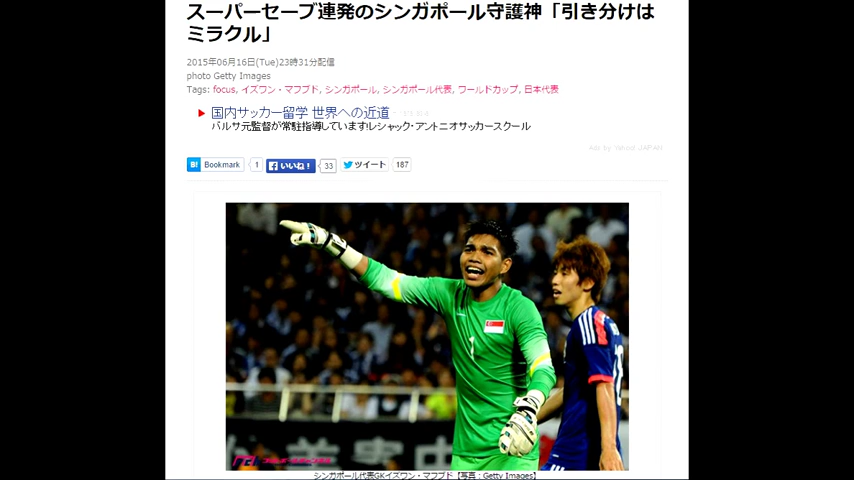 スーパーセーブ連発のシンガポール守護神「引き分けは
ミラクル」
2015年06月16日(Tue)23時31分配信
photo Getty Images
Tags: focus, イズワン・マフブド, シンガポール, シンガポール代表, ワールドカップ, 日本代表
国内サッカー留学 世界への近道
バルサ元監督が常駐指導しています!レシャック・アントニオサッカースクール
Ads by Yahoo! JAPAN
B! Bookmark 1 いいね! 33 ツイート 187
1
シンガポール代表GKイズワン・マフブド【写真:Getty Images】